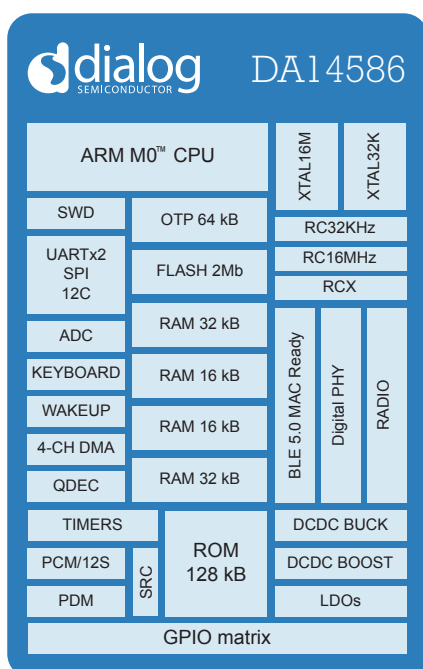 dialog
SEMICONDUCTOR
DA14586
ARM M0™ CPU
XTAL16M
XTAL32K
SWD
OTP 64 kB
RC32KHz
UARTx2
SPI
12C
FLASH 2Mb
RC16MHz
RCX
ADC
RAM 32 kB
KEYBOARD
RAM 16 kB
WAKEUP
RAM 16 kB
4-CH DMA
QDEC
RAM 32 kB
BLE 5.0 MAC Ready
Digital PHY
RADIO
TIMERS
ROM
128 kB
DCDC BUCK
PCM/12S
SRC
DCDC BOOST
PDM
LDOs
GPIO matrix